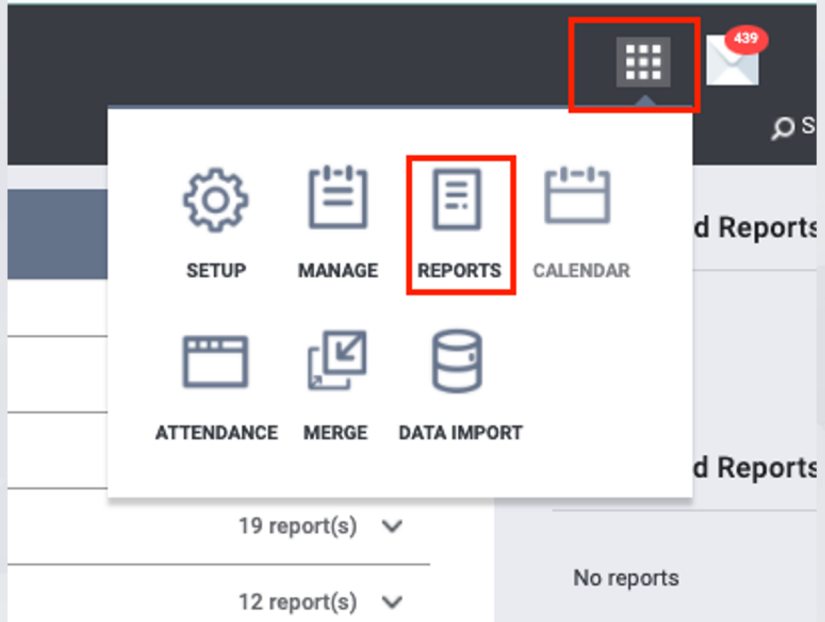 439
S
SETUP MANAGE REPORTS CALENDAR
d Reports
ATTENDANCE MERGE DATA IMPORT
d Reports
19 report(s)
No reports
12 report(s)